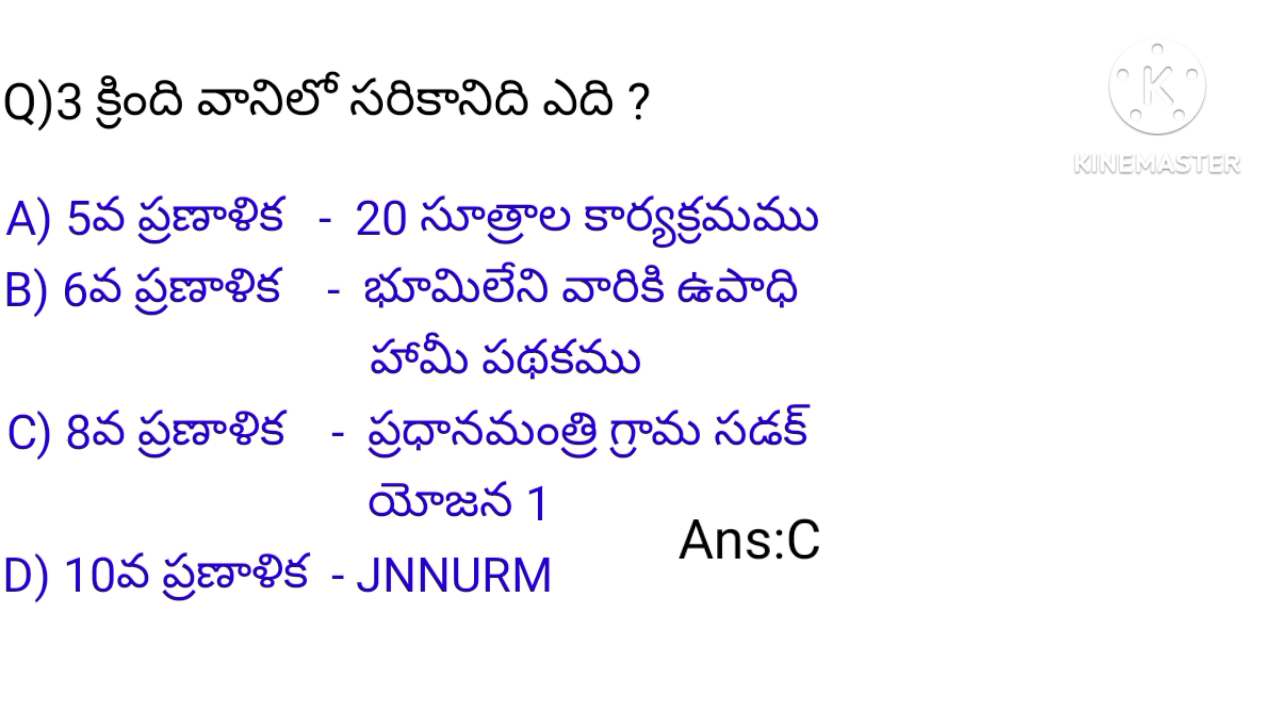 Q)3 క్రింది వానిలో సరికానిది ఎది ?
KINEMASTER
A) 5వ ప్రణాళిక - 20 సూత్రాల కార్యక్రమము
B) 6వ ప్రణాళిక - భూమిలేని వారికి ఉపాధి
హామీ పథకము
C) 8వ ప్రణాళిక - ప్రధానమంత్రి గ్రామ సడక్
యోజన 1
Ans:C
D) 10వ ప్రణాళిక - JNNURM